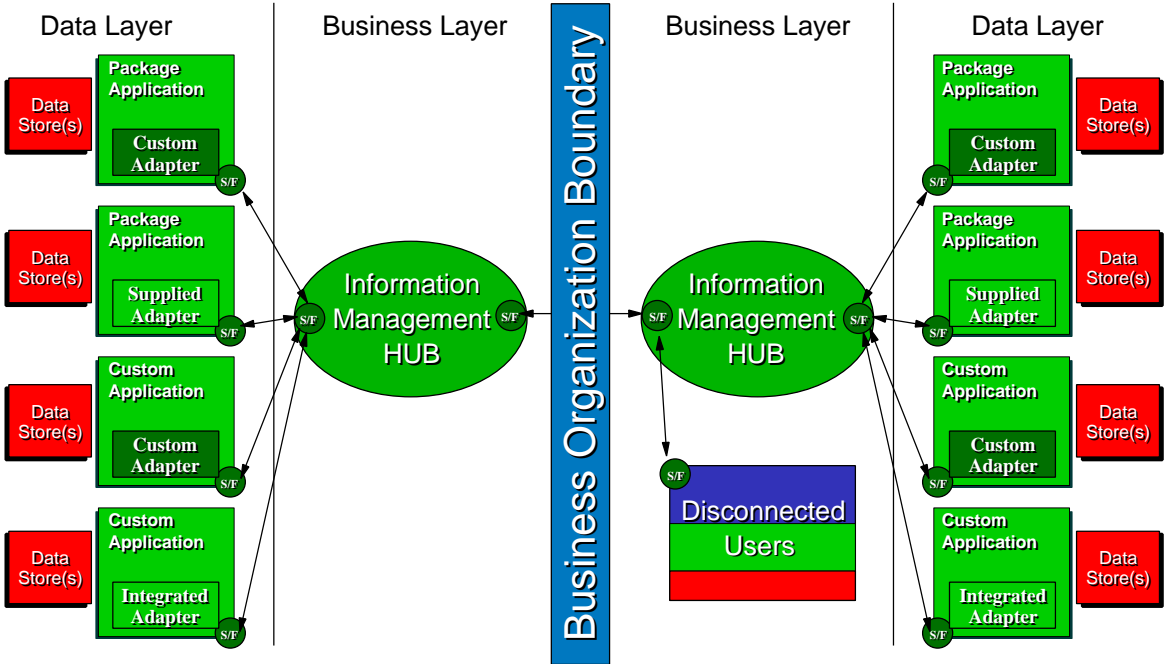 Data Layer
Business Layer
Business Layer
Data Layer
Package
Application
Data
Store(s)
Custom
Adapter
S/F
Package
Application
Data
Store(s)
Supplied
Adapter
S/F
Custom
Application
Data
Store(s)
Custom
Adapter
S/F
Custom
Application
Data
Store(s)
Integrated
Adapter
S/F
Information
Management
HUB
S/F
S/F
Business Organization Boundary
Information
Management
HUB
S/F
S/F
S/F
Disconnected
Users
Package
Application
Data
Store(s)
Custom
Adapter
S/F
Package
Application
Data
Store(s)
Supplied
Adapter
S/F
Custom
Application
Data
Store(s)
Custom
Adapter
S/F
Custom
Application
Data
Store(s)
Integrated
Adapter
S/F